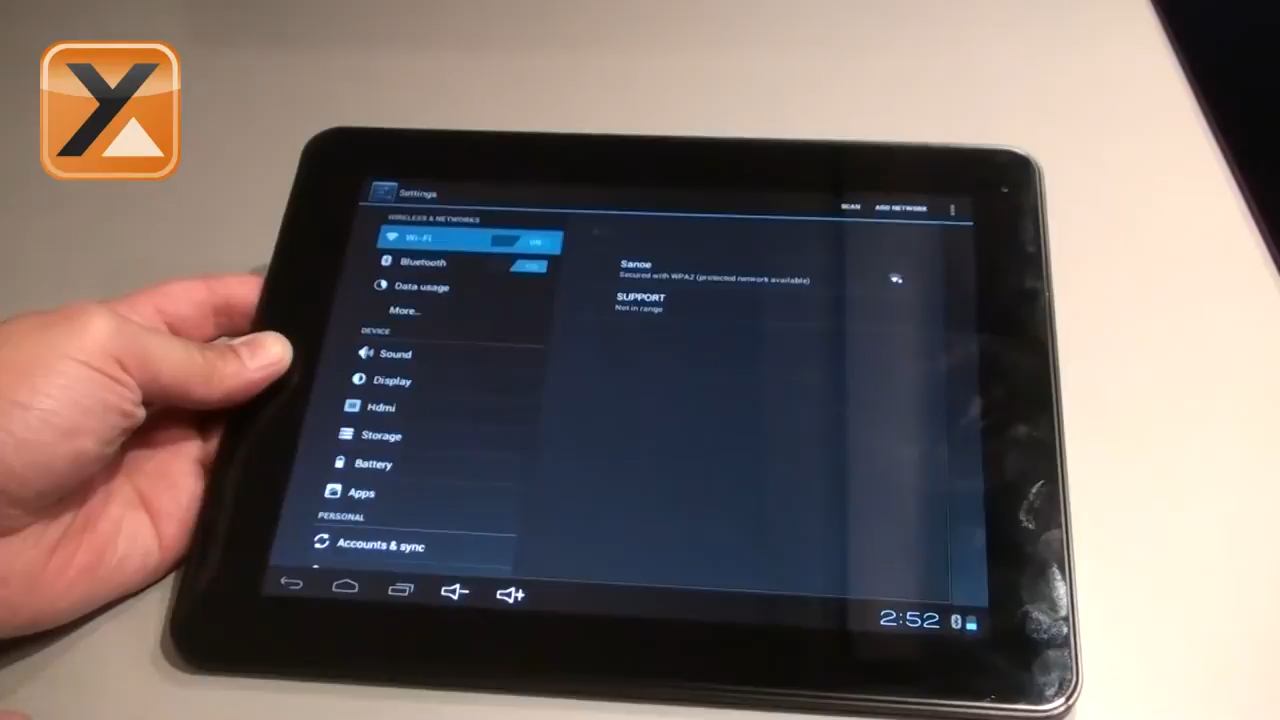 Settings
SCAN ADD NETWORK
WIRELESS & NETWORKS
Wi-Fi ON
Bluetooth
Data usage
More...
DEVICE
Sound
Display
Hdmi
Storage
Battery
Apps
PERSONAL
Accounts & sync
Sanoe
Secured with WPA2 (protected network available)
SUPPORT
Not in range
2:52